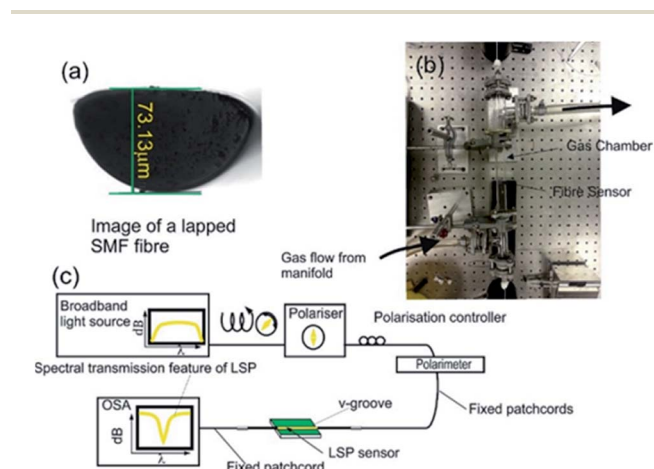 (a)
73.13µm
Image of a lapped
SMF fibre
(b)
Gas Chamber
Fibre Sensor
Gas flow from
manifold
(c)
Broadband
light source
dB
λ
Polariser
Polarisation controller
Polarimeter
Spectral transmission feature of LSP
OSA
dB
λ
v-groove
LSP sensor
Fixed patchcords
Fixed patchcord